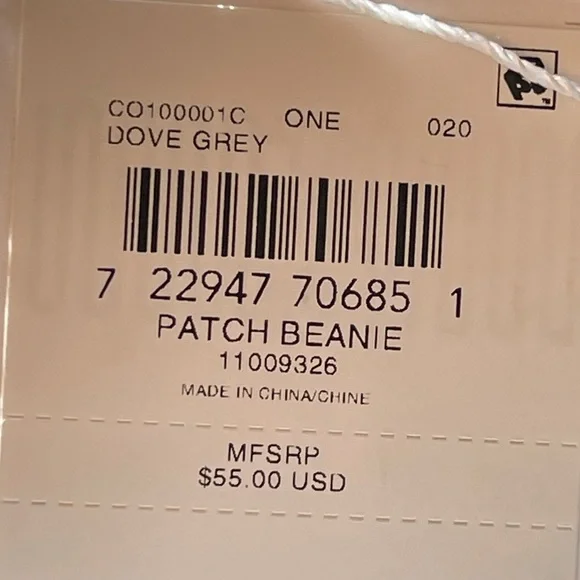 CO100001C ONE 020
DOVE GREY
7 22947 70685 1
PATCH BEANIE
11009326
MADE IN CHINA/CHINE
MFSRP
$55.00 USD